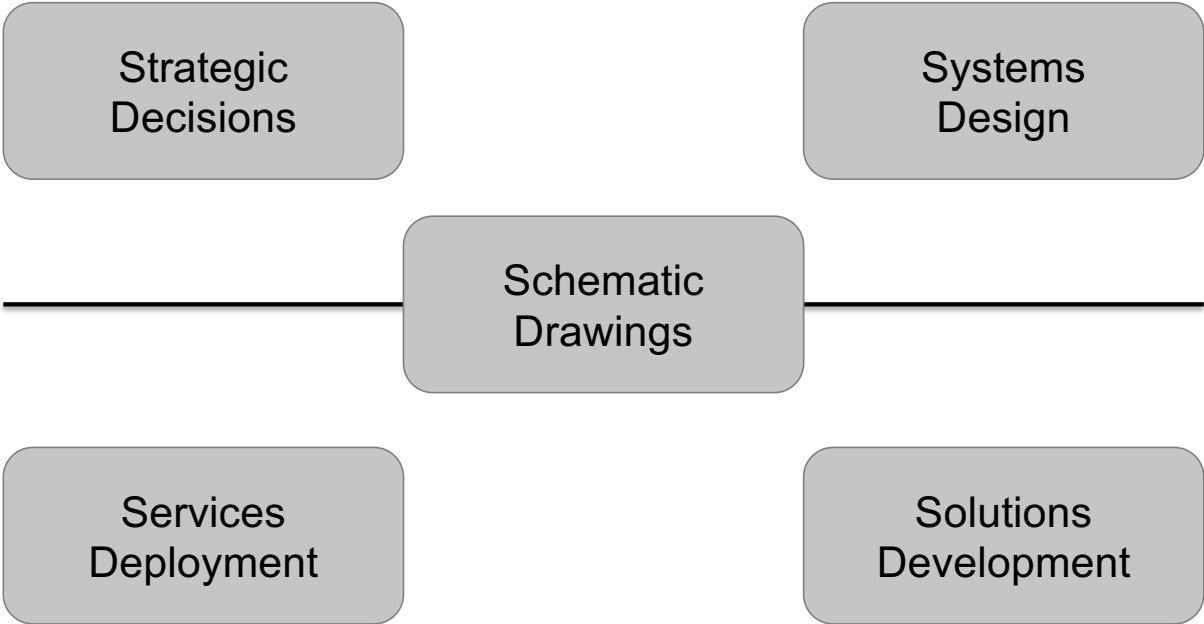 Strategic
Decisions
Systems
Design
Schematic
Drawings
Services
Deployment
Solutions
Development